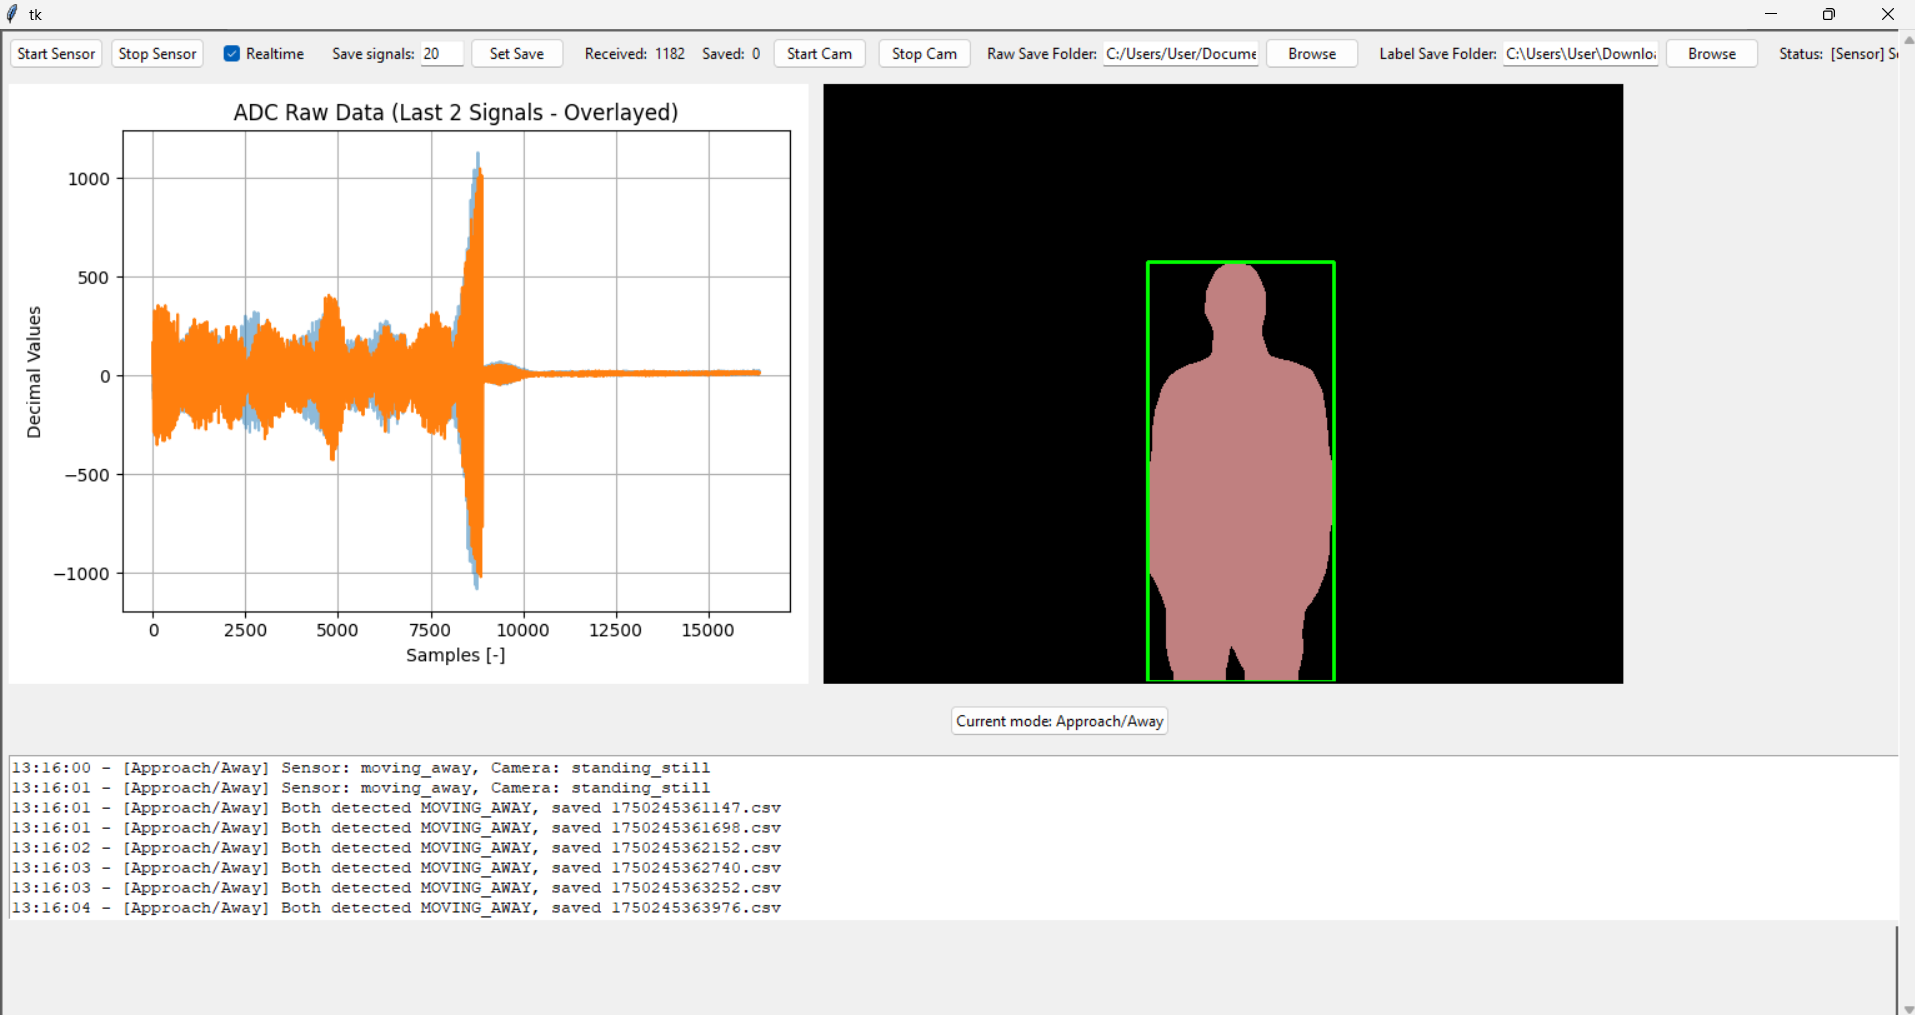 tk
Start Sensor Stop Sensor Realtime Save signals: 20 Set Save Received: 1182 Saved: 0 Start Cam Stop Cam Raw Save Folder: C:/Users/User/Docume Browse Label Save Folder: C:\Users\User\Downloa Browse Status: [Sensor] S
ADC Raw Data (Last 2 Signals - Overlayed)
1000
500
0
−500
−1000
Decimal Values
0 2500 5000 7500 10000 12500 15000
Samples [-]
Current mode: Approach/Away
13:16:00 - [Approach/Away] Sensor: moving_away, Camera: standing_still
13:16:01 - [Approach/Away] Sensor: moving_away, Camera: standing_still
13:16:01 - [Approach/Away] Both detected MOVING_AWAY, saved 1750245361147.csv
13:16:01 - [Approach/Away] Both detected MOVING_AWAY, saved 1750245361698.csv
13:16:02 - [Approach/Away] Both detected MOVING_AWAY, saved 1750245362152.csv
13:16:03 - [Approach/Away] Both detected MOVING_AWAY, saved 1750245362740.csv
13:16:03 - [Approach/Away] Both detected MOVING_AWAY, saved 1750245363252.csv
13:16:04 - [Approach/Away] Both detected MOVING_AWAY, saved 1750245363976.csv